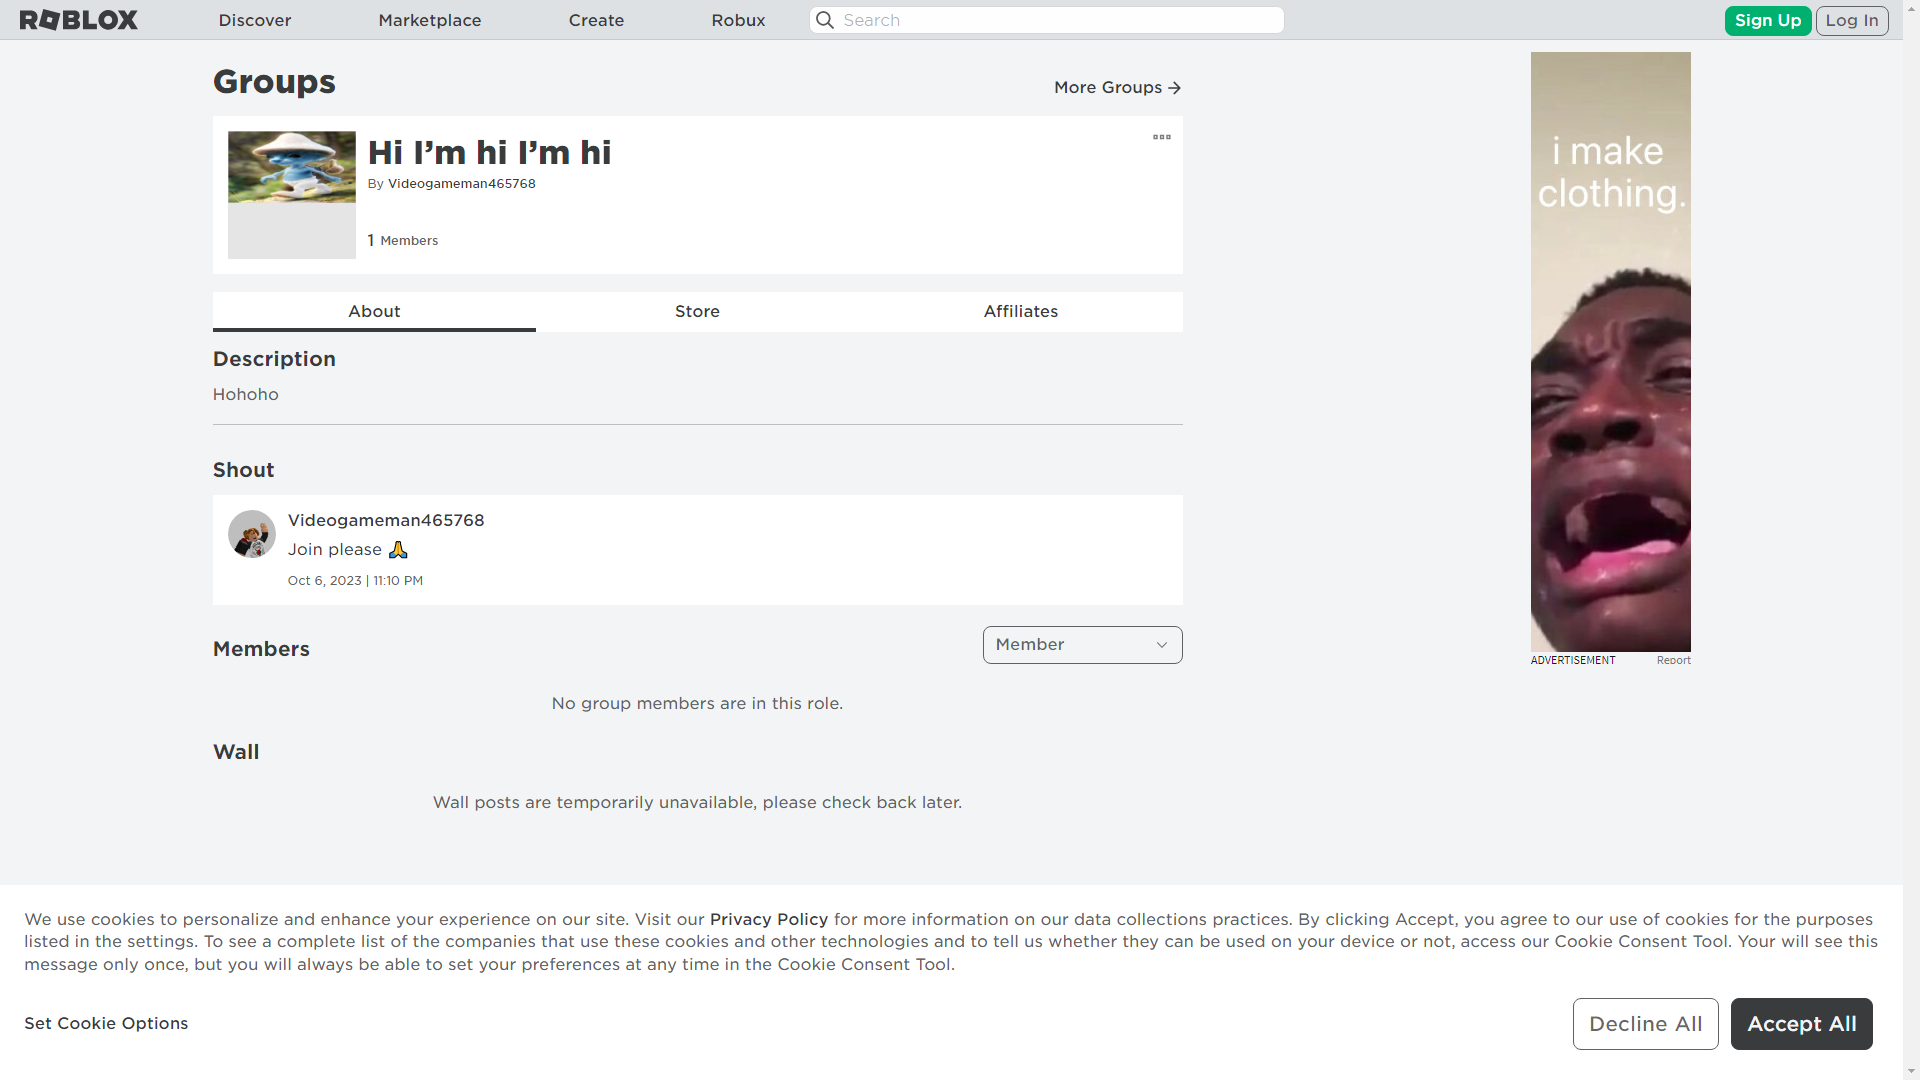 ROBLOX
Discover
Marketplace
Create
Robux
Search
Sign Up
Log In
Groups
More Groups →
Hi I’m hi I’m hi
By Videogameman465768
1 Members
About
Store
Affiliates
Description
Hohoho
Shout
Videogameman465768
Join please 🙏
Oct 6, 2023 | 11:10 PM
Members
Member
No group members are in this role.
Wall
Wall posts are temporarily unavailable, please check back later.
i make
clothing.
ADVERTISEMENT
Report
We use cookies to personalize and enhance your experience on our site. Visit our Privacy Policy for more information on our data collections practices. By clicking Accept, you agree to our use of cookies for the purposes
listed in the settings. To see a complete list of the companies that use these cookies and other technologies and to tell us whether they can be used on your device or not, access our Cookie Consent Tool. Your will see this
message only once, but you will always be able to set your preferences at any time in the Cookie Consent Tool.
Set Cookie Options
Decline All
Accept All